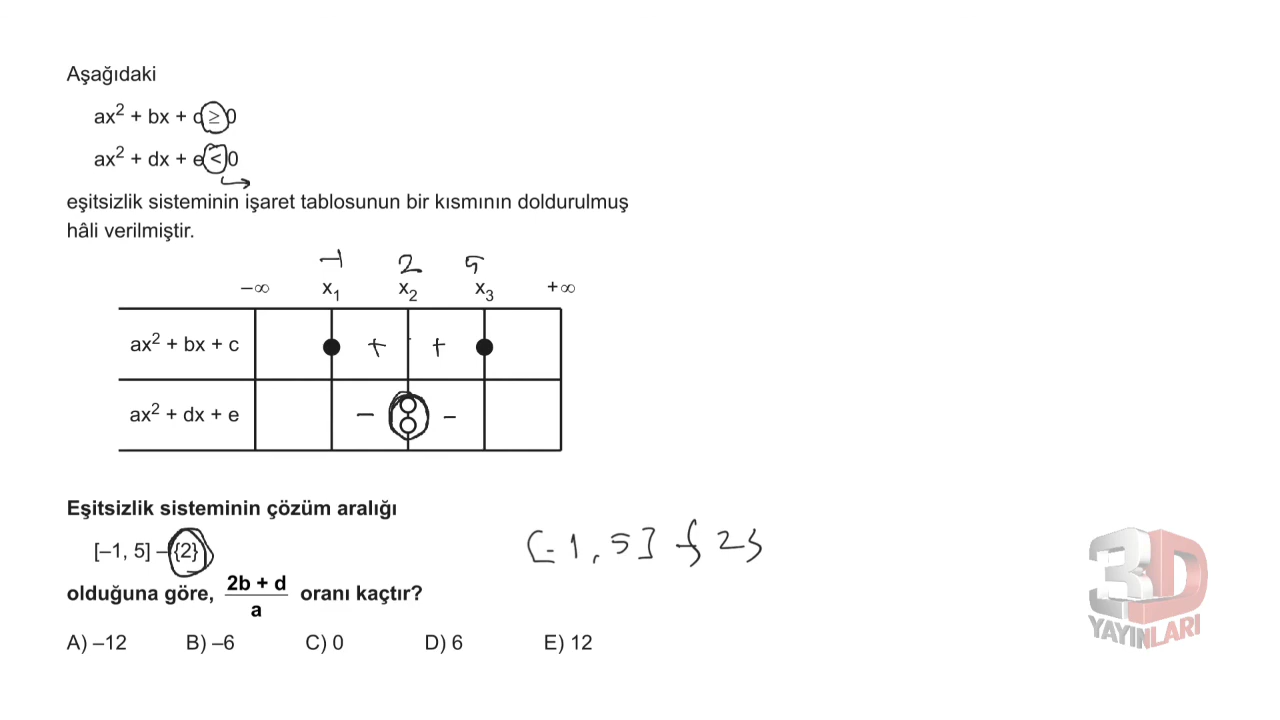 Aşağıdaki
ax² + bx + c ≥ 0
ax² + dx + e < 0
eşitsizlik sisteminin işaret tablosunun bir kısmının doldurulmuş
hâli verilmiştir.
-1 2 5
–∞ x₁ x₂ x₃ +∞
ax² + bx + c + +
ax² + dx + e - -
Eşitsizlik sisteminin çözüm aralığı
[–1, 5] – {2} [-1, 5] - {2}
olduğuna göre, (2b + d)/a oranı kaçtır?
A) –12 B) –6 C) 0 D) 6 E) 12
3D
YAYINLARI